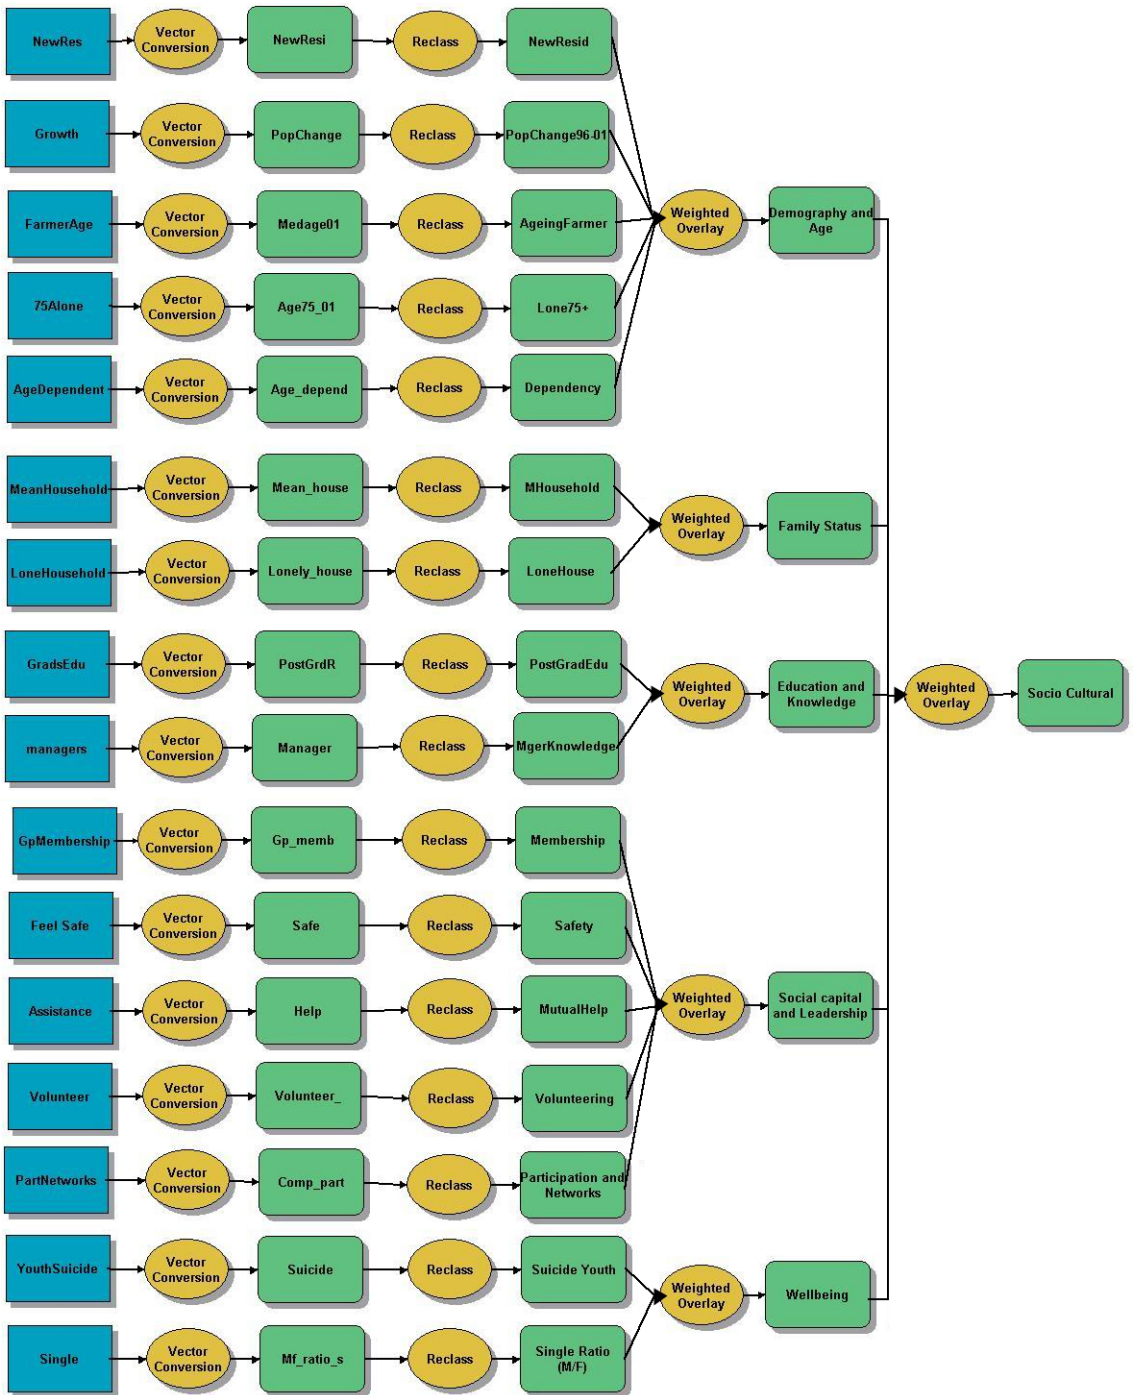 NewRes
Vector
Conversion
NewResi
Reclass
NewResid
Growth
Vector
Conversion
PopChange
Reclass
PopChange96-01
FarmerAge
Vector
Conversion
Medage01
Reclass
AgeingFarmer
Weighted
Overlay
Demography and
Age
75Alone
Vector
Conversion
Age75_01
Reclass
Lone75+
AgeDependent
Vector
Conversion
Age_depend
Reclass
Dependency
MeanHousehold
Vector
Conversion
Mean_house
Reclass
MHousehold
Weighted
Overlay
Family Status
LoneHousehold
Vector
Conversion
Lonely_house
Reclass
LoneHouse
GradsEdu
Vector
Conversion
PostGrdR
Reclass
PostGradEdu
Weighted
Overlay
Education and
Knowledge
Weighted
Overlay
Socio Cultural
managers
Vector
Conversion
Manager
Reclass
MgerKnowledge
GpMembership
Vector
Conversion
Gp_memb
Reclass
Membership
Feel Safe
Vector
Conversion
Safe
Reclass
Safety
Assistance
Vector
Conversion
Help
Reclass
MutualHelp
Weighted
Overlay
Social capital
and Leadership
Volunteer
Vector
Conversion
Volunteer_
Reclass
Volunteering
PartNetworks
Vector
Conversion
Comp_part
Reclass
Participation and
Networks
YouthSuicide
Vector
Conversion
Suicide
Reclass
Suicide Youth
Weighted
Overlay
Wellbeing
Single
Vector
Conversion
Mf_ratio_s
Reclass
Single Ratio
(M/F)